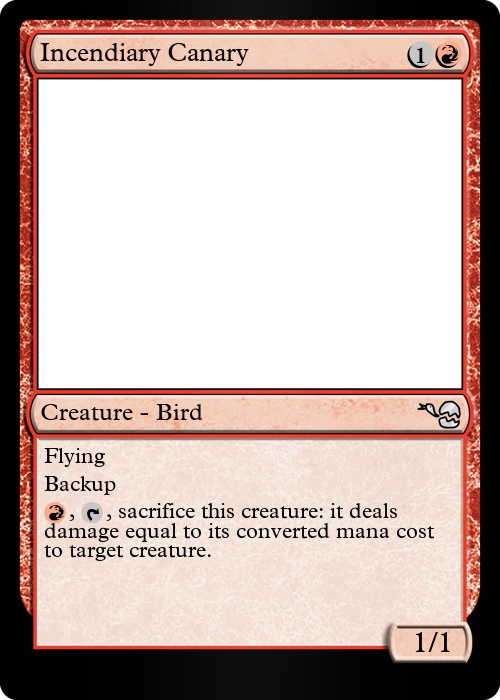 Incendiary Canary 1
Creature - Bird
Flying
Backup
, , sacrifice this creature: it deals
damage equal to its converted mana cost
to target creature.
1/1